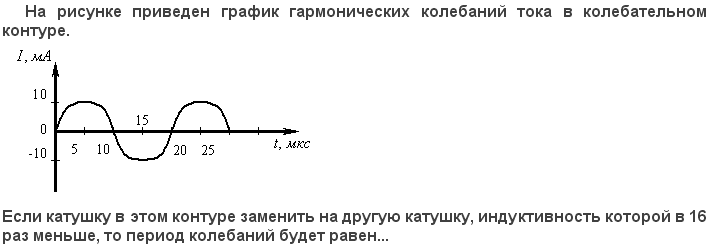 На рисунке приведен график гармонических колебаний тока в колебательном
контуре.
I, мА
10
15
0
5 10 20 25
t, мкс
-10
Если катушку в этом контуре заменить на другую катушку, индуктивность которой в 16
раз меньше, то период колебаний будет равен...